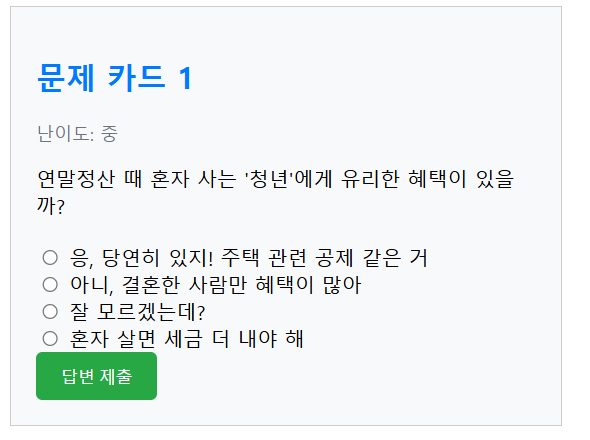 문제 카드 1
난이도: 중
연말정산 때 혼자 사는 '청년'에게 유리한 혜택이 있을
까?
응, 당연히 있지! 주택 관련 공제 같은 거
아니, 결혼한 사람만 혜택이 많아
잘 모르겠는데?
혼자 살면 세금 더 내야 해
답변 제출